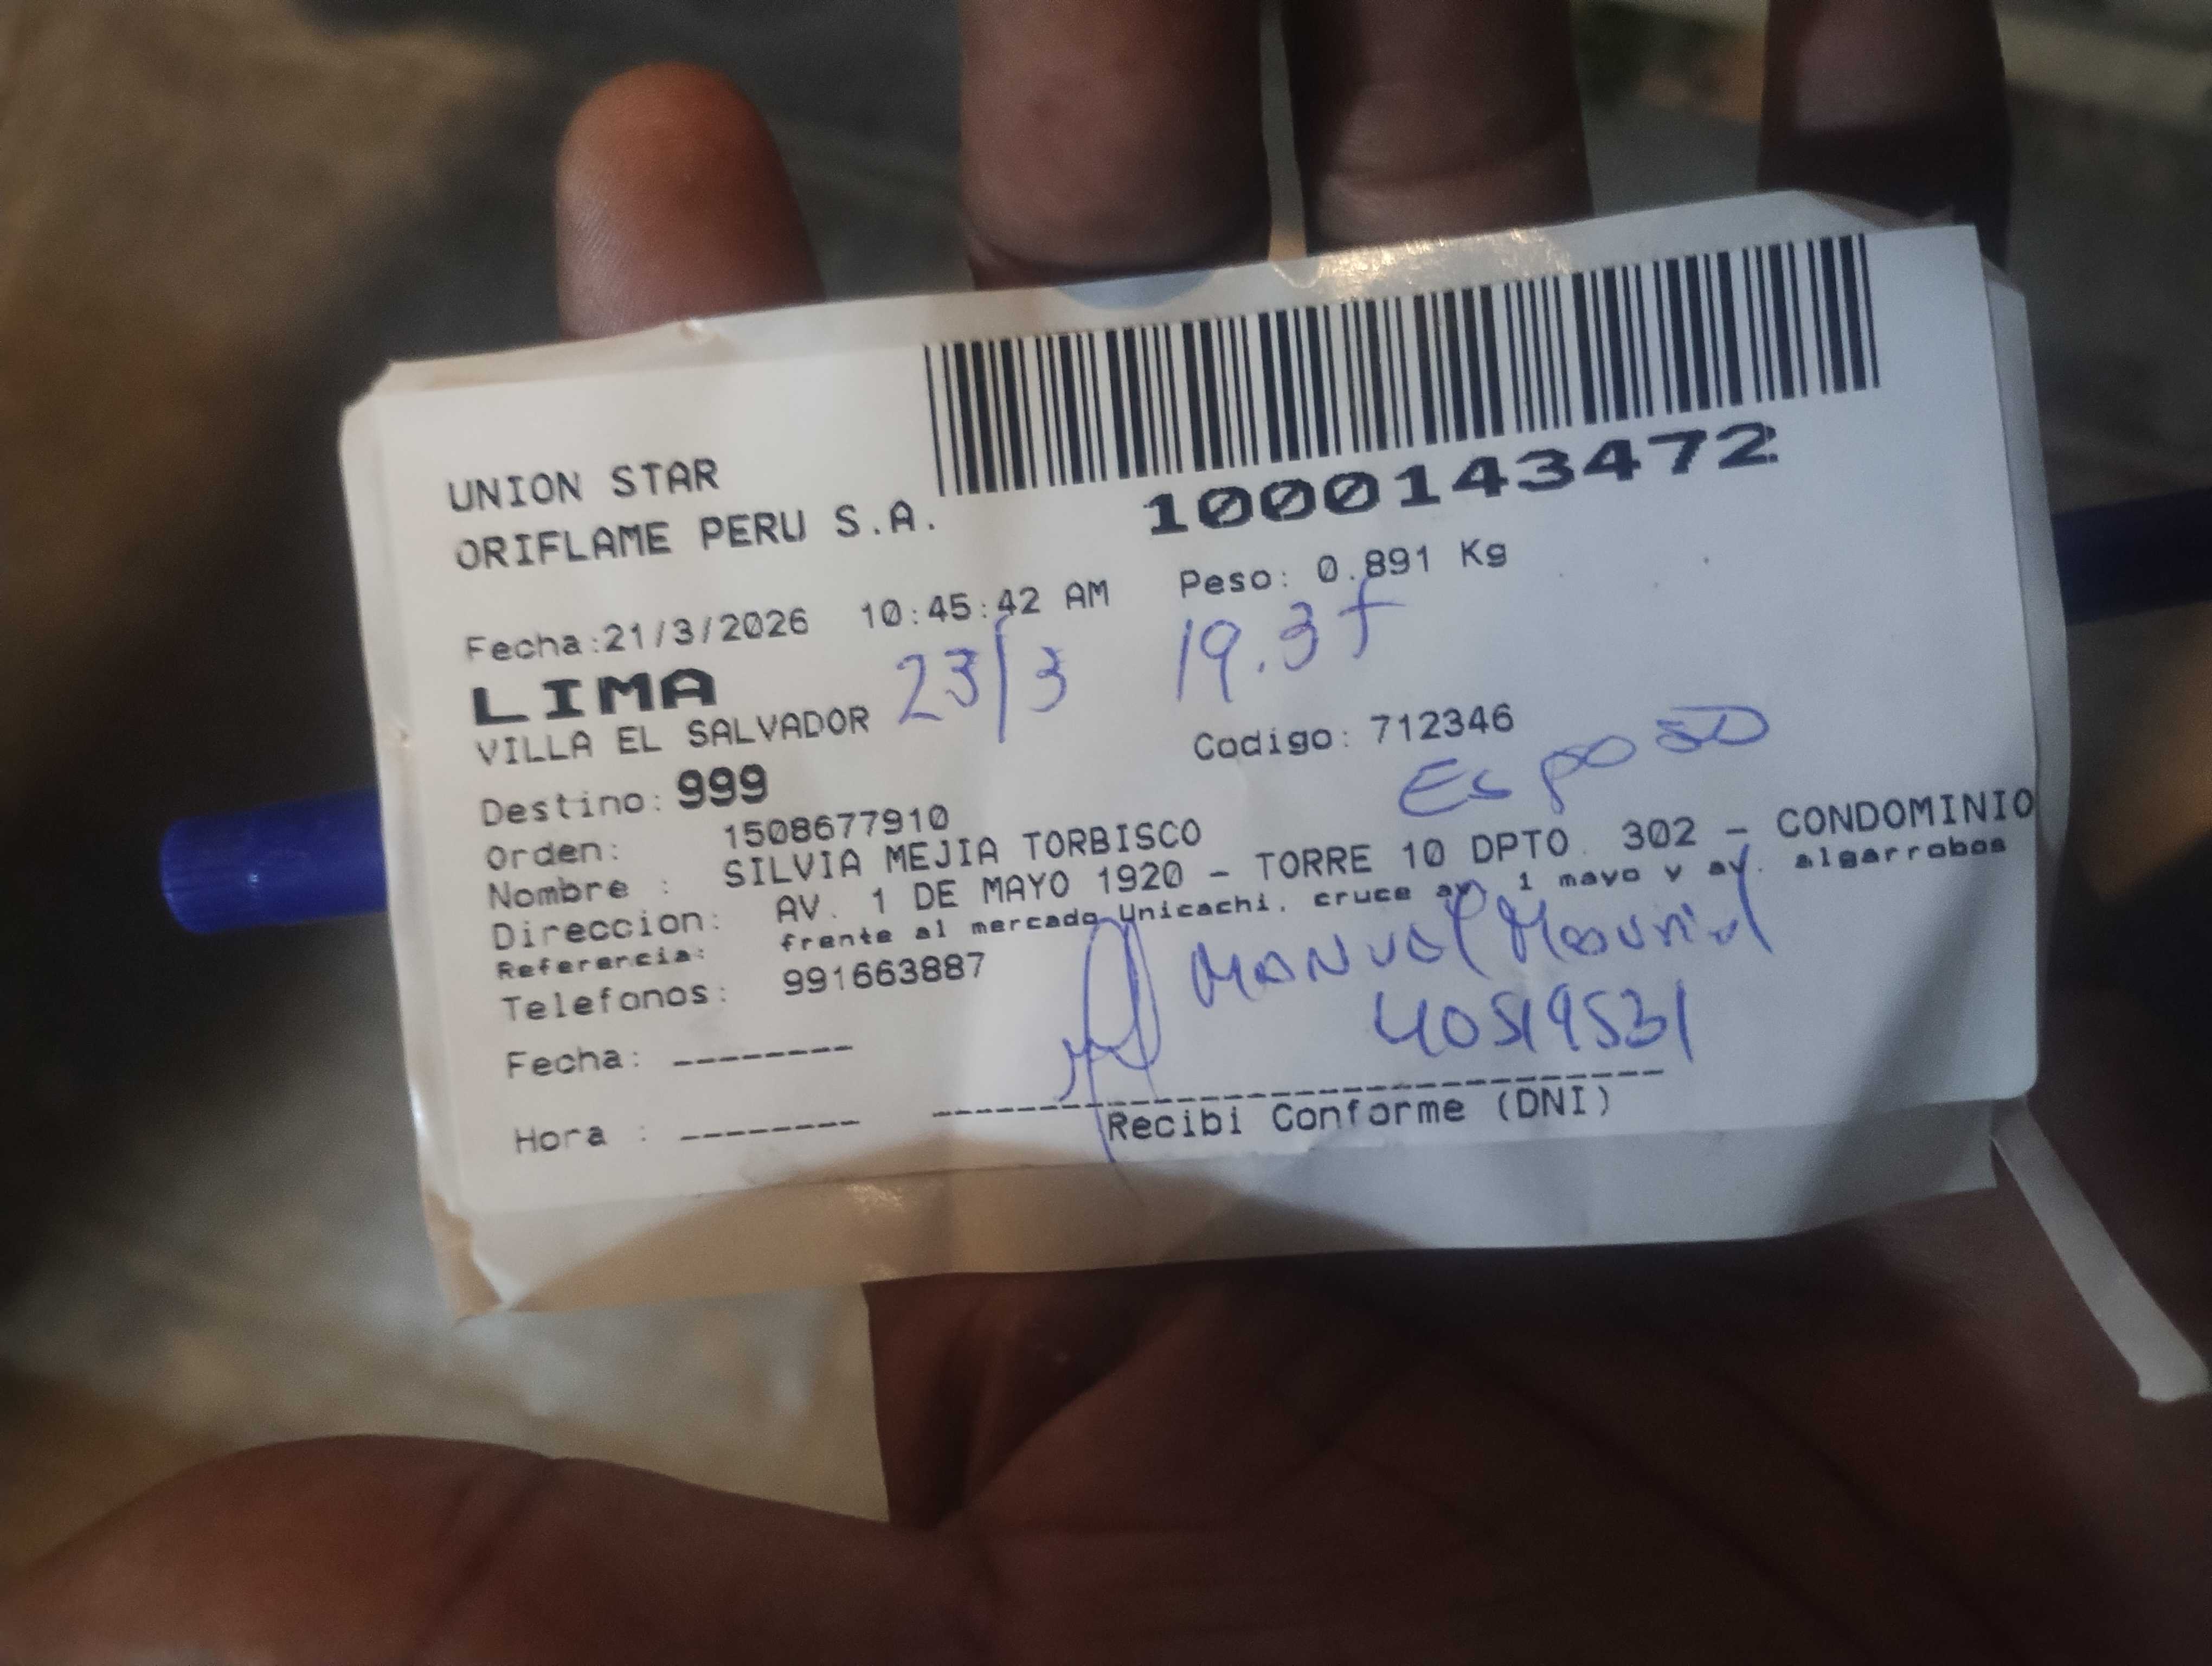 1000143472
UNION STAR
ORIFLAME PERU S.A.
Fecha:21/3/2026 10:45:42 AM Peso: 0.891 Kg
23/3 19.3
LIMA
VILLA EL SALVADOR
Codigo: 712346
Esposo
Destino: 999
Orden: 1508677910
Nombre : SILVIA MEJIA TORBISCO
Direccion: AV. 1 DE MAYO 1920 - TORRE 10 DPTO. 302 - CONDOMINIO
Referencia: frente al mercado Unicachi, cruce av. 1 mayo y av. algarrobos
Telefonos: 991663887
Manuel
40519531
Fecha: --------
Hora : --------
Recibi Conforme (DNI)